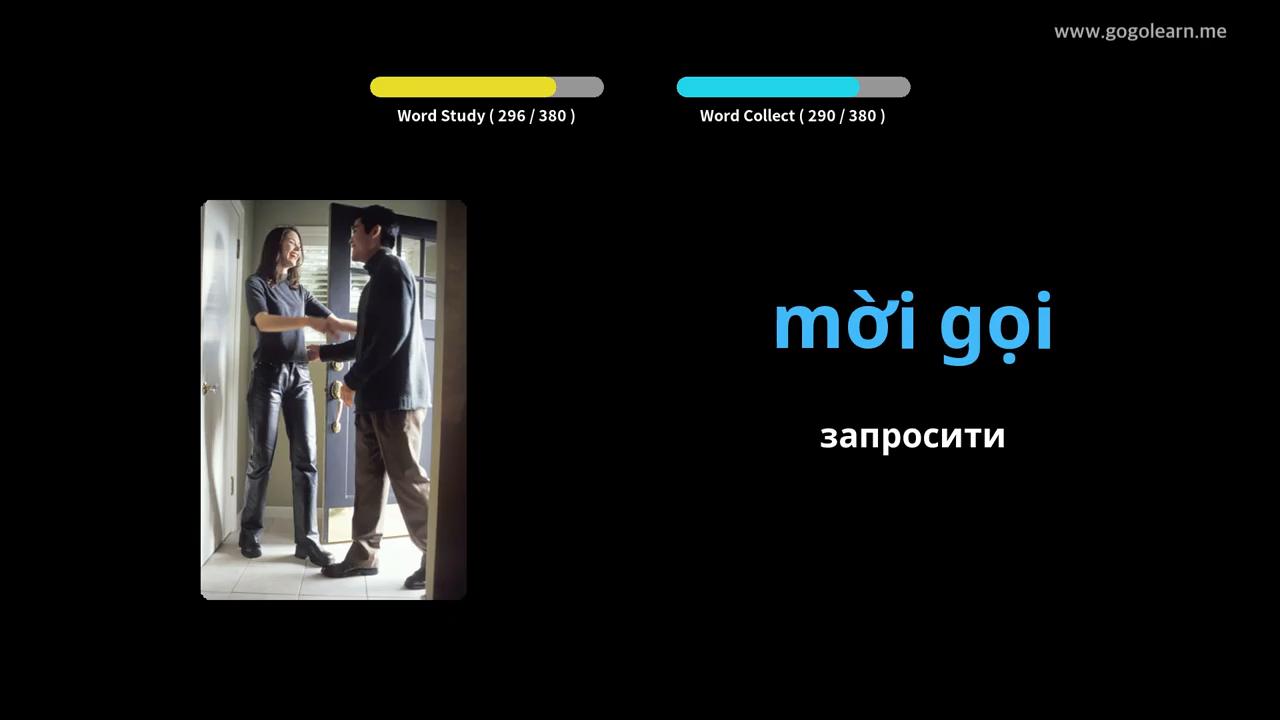 www.gogolearn.me
Word Study ( 296 / 380 )
Word Collect ( 290 / 380 )
mời gọi
запросити